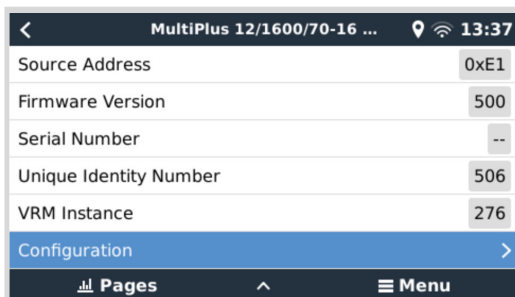 MultiPlus 12/1600/70-16 ... 13:37
Source Address 0xE1
Firmware Version 500
Serial Number --
Unique Identity Number 506
VRM Instance 276
Configuration
Pages Menu